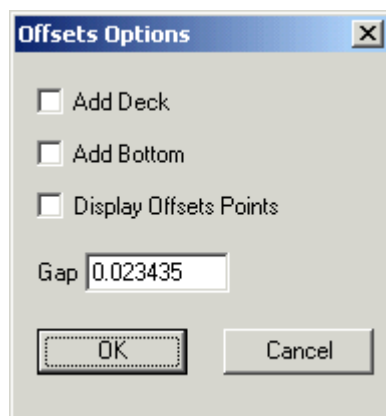 Offsets Options
Add Deck
Add Bottom
Display Offsets Points
Gap 0.023435
OK Cancel